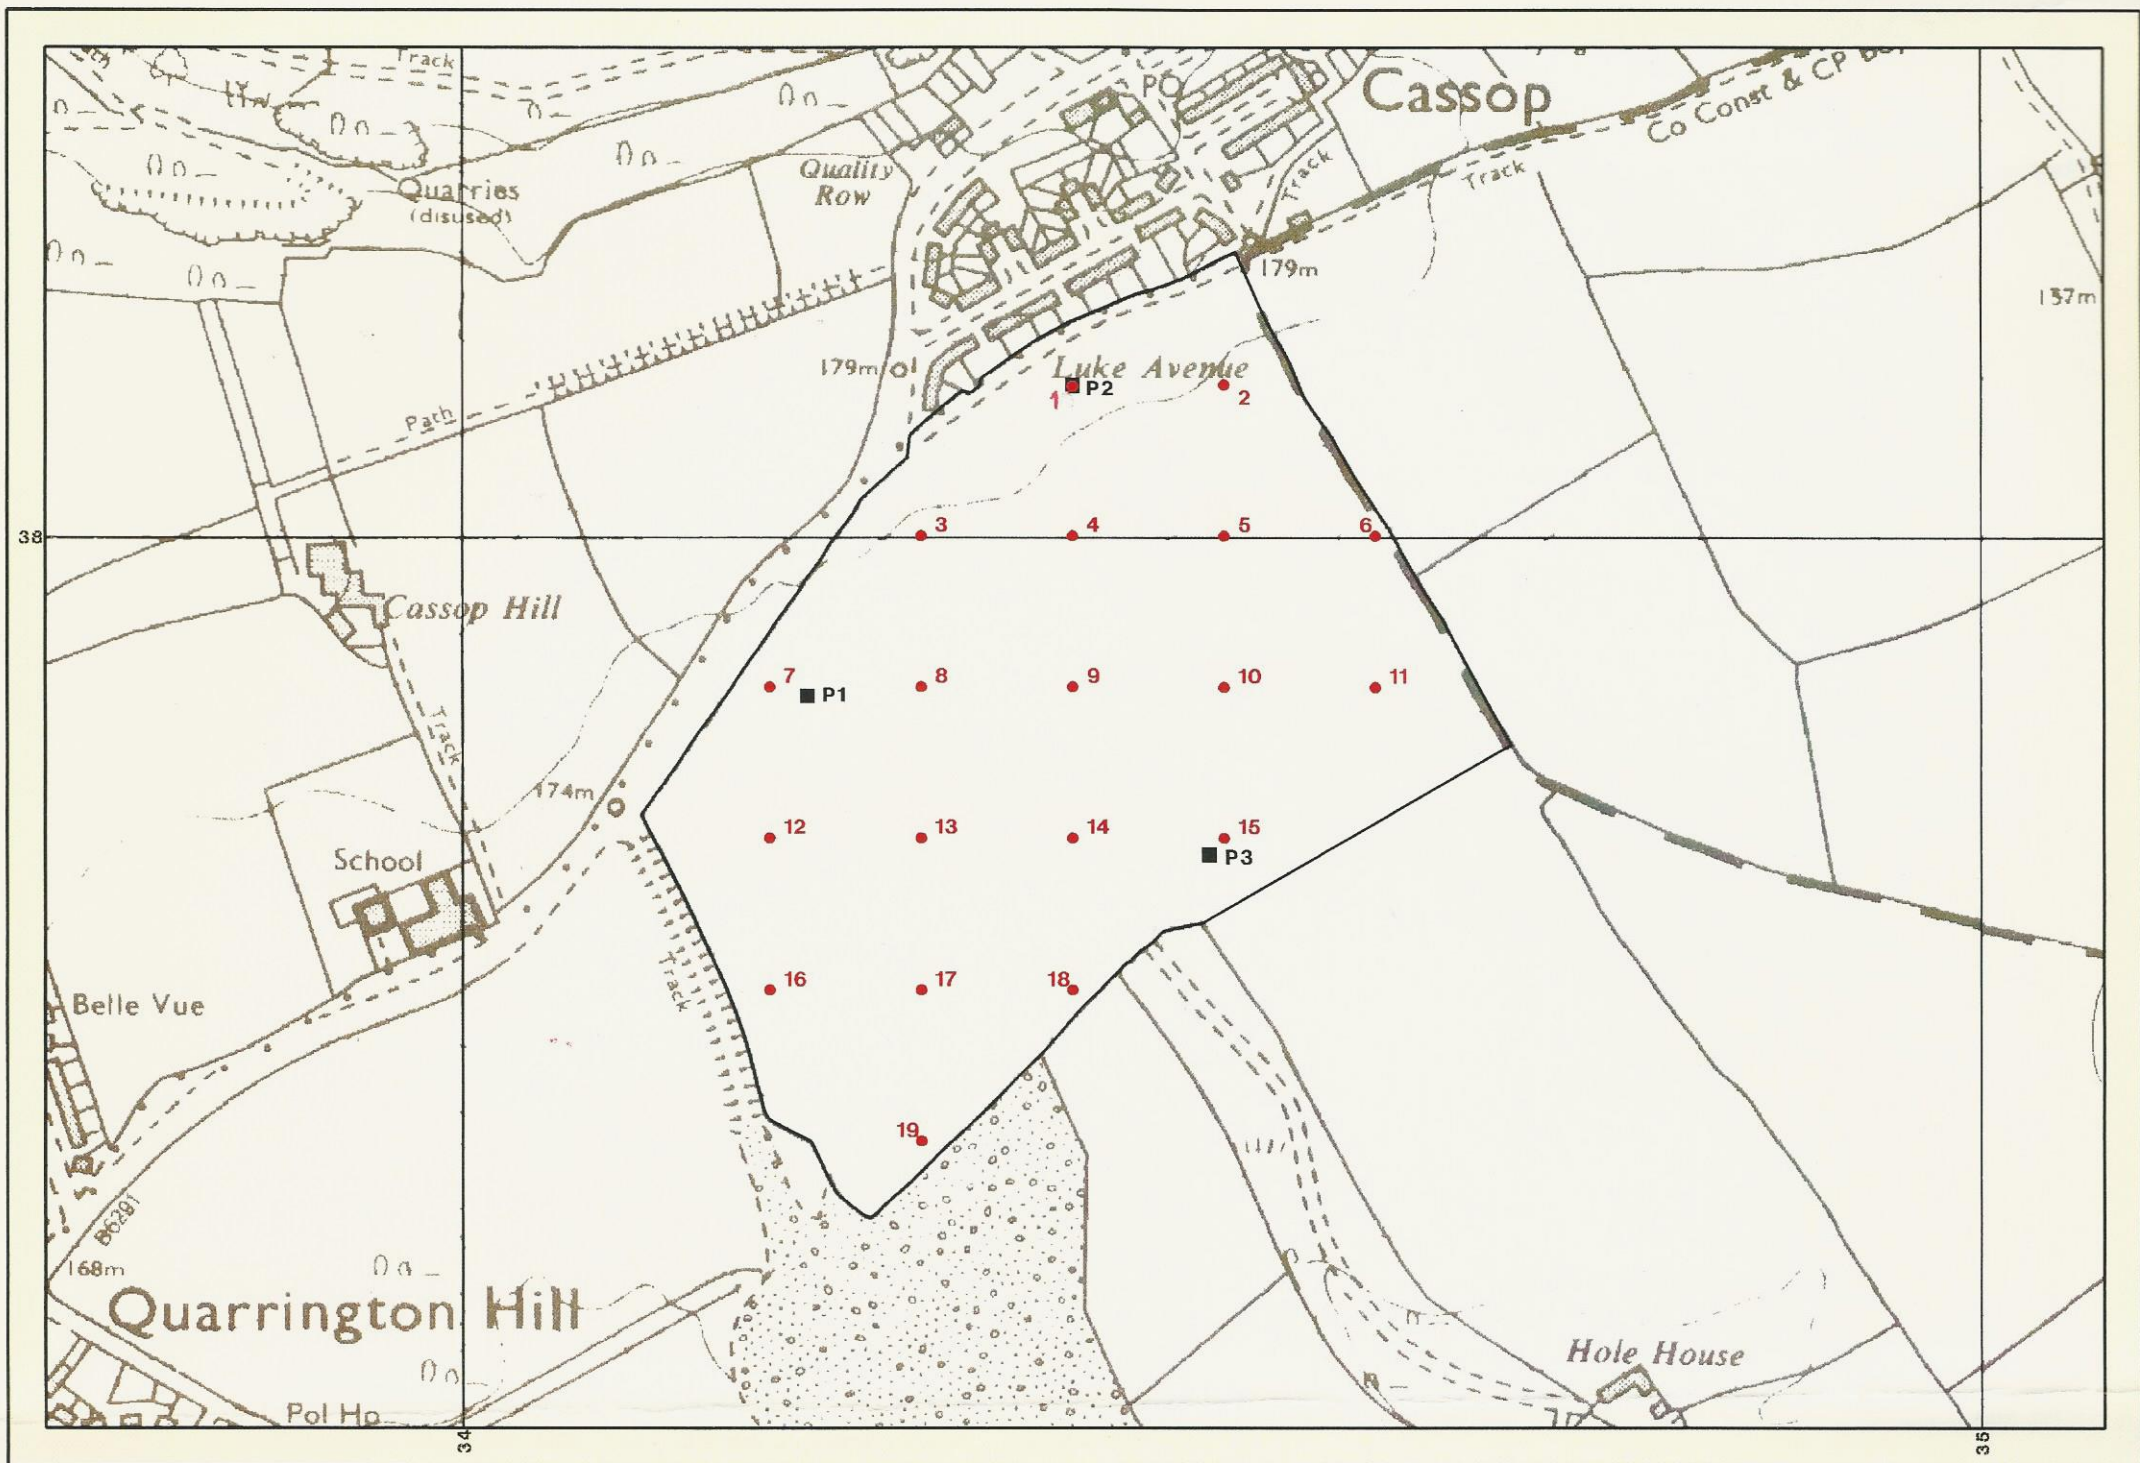 Track
Cassop
PO
Co Const & CP Bdy
Quality
Row
Track
Track
Quarries
(disused)
179m
137m
179m
Luke Avenue
1
P2
2
Path
38
3
4
5
6
Cassop Hill
7
P1
8
9
10
11
Track
174m
12
13
14
15
P3
School
Track
16
17
18
Belle Vue
19
B6291
168m
Quarrington Hill
Hole House
Pol Ho
34
35